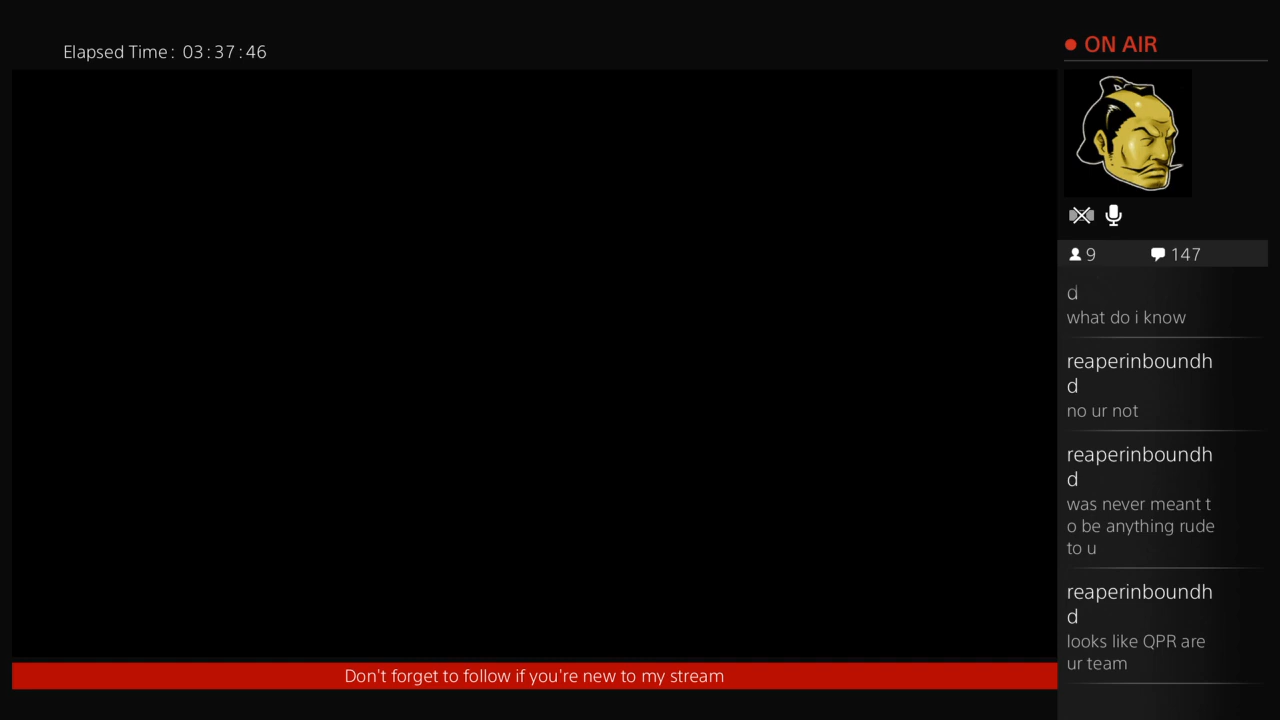 Elapsed Time: 03:37:46
ON AIR
9 147
d
what do i know
reaperinboundh
d
no ur not
reaperinboundh
d
was never meant t
o be anything rude
to u
reaperinboundh
d
looks like QPR are
ur team
Don't forget to follow if you're new to my stream